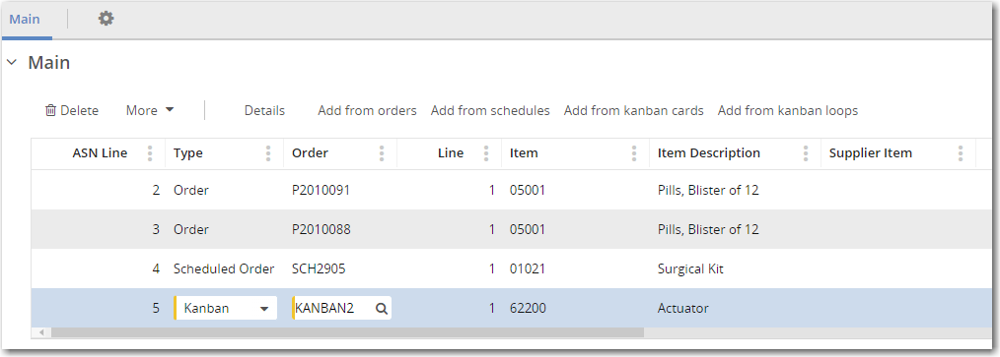 Main
Main
Delete More Details Add from orders Add from schedules Add from kanban cards Add from kanban loops
ASN Line Type Order Line Item Item Description Supplier Item
2 Order P2010091 1 05001 Pills, Blister of 12
3 Order P2010088 1 05001 Pills, Blister of 12
4 Scheduled Order SCH2905 1 01021 Surgical Kit
5 Kanban KANBAN2 1 62200 Actuator